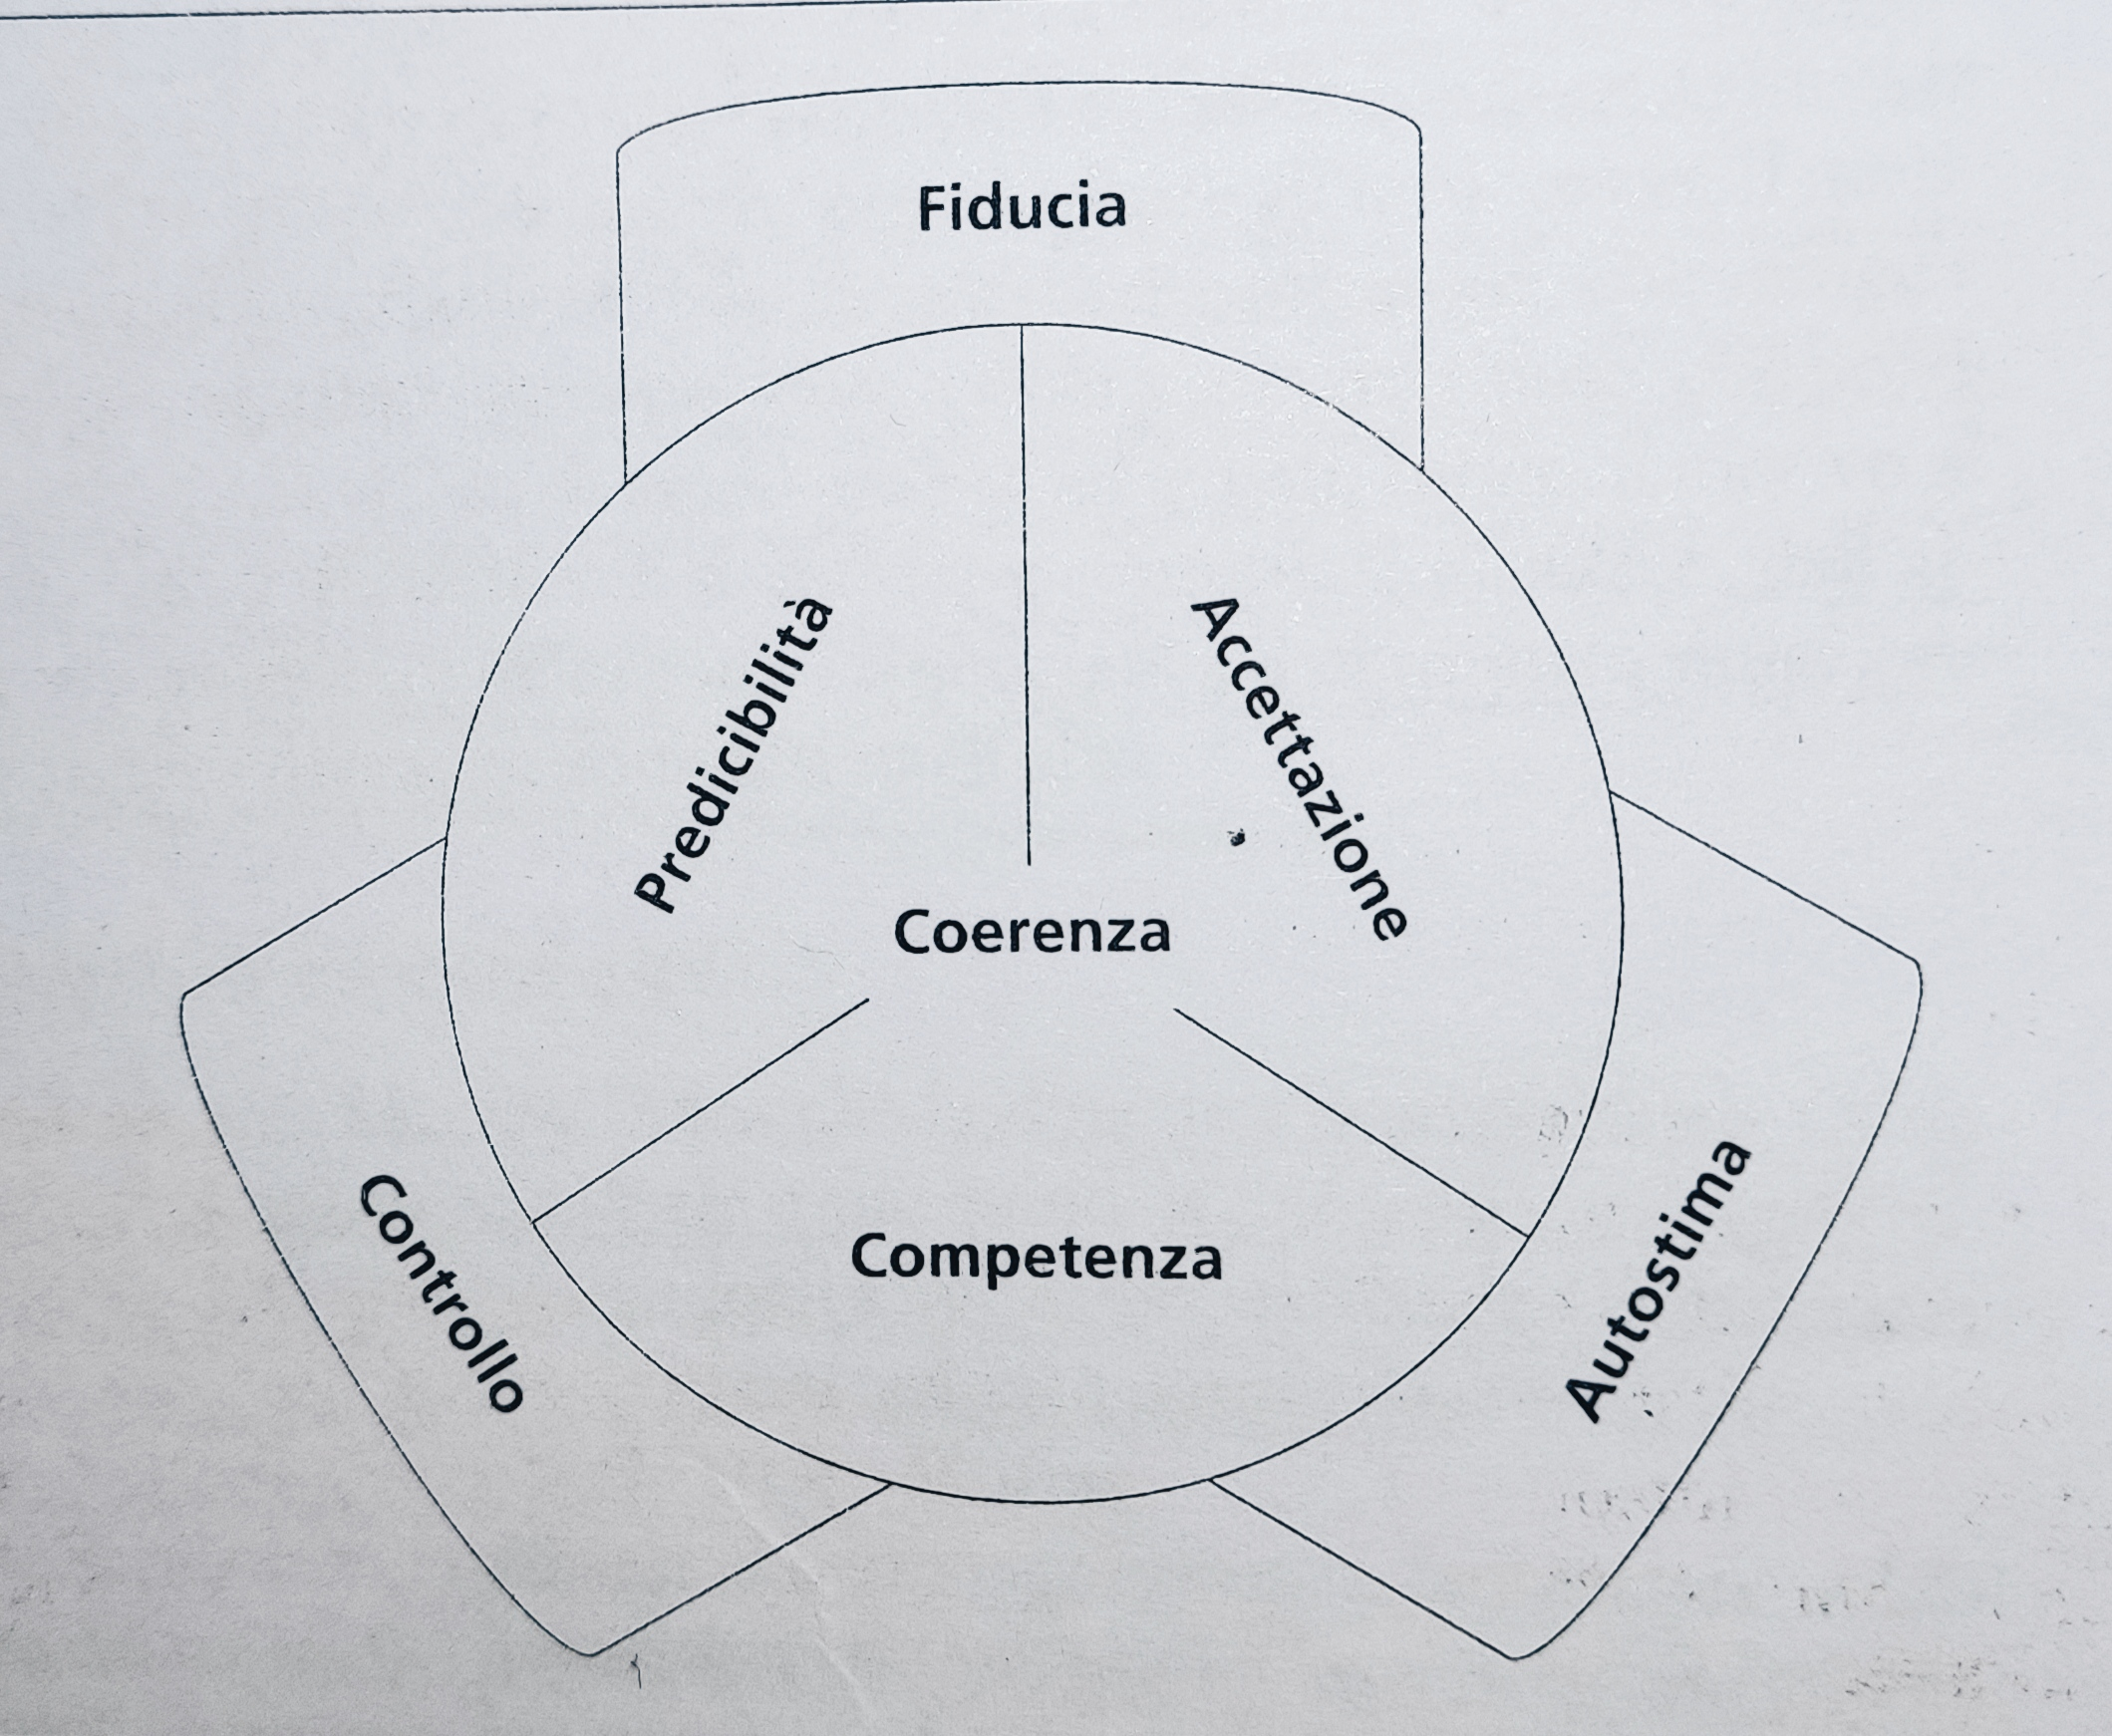 Fiducia
Predicibilità
Accettazione
Coerenza
Competenza
Controllo
Autostima